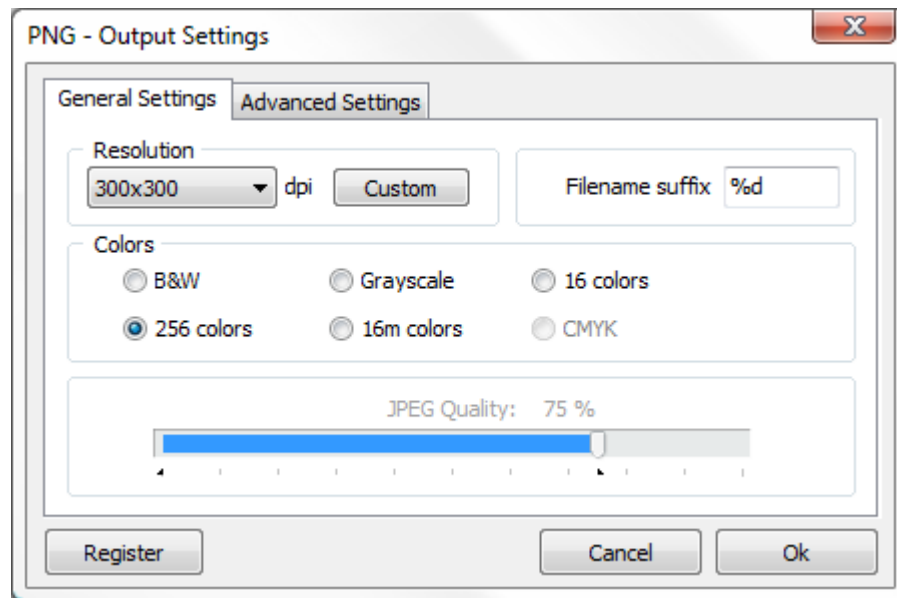 PNG - Output Settings
General Settings Advanced Settings
Resolution
300x300 dpi Custom
Filename suffix %d
Colors
B&W Grayscale 16 colors
256 colors 16m colors CMYK
JPEG Quality: 75 %
Register Cancel Ok